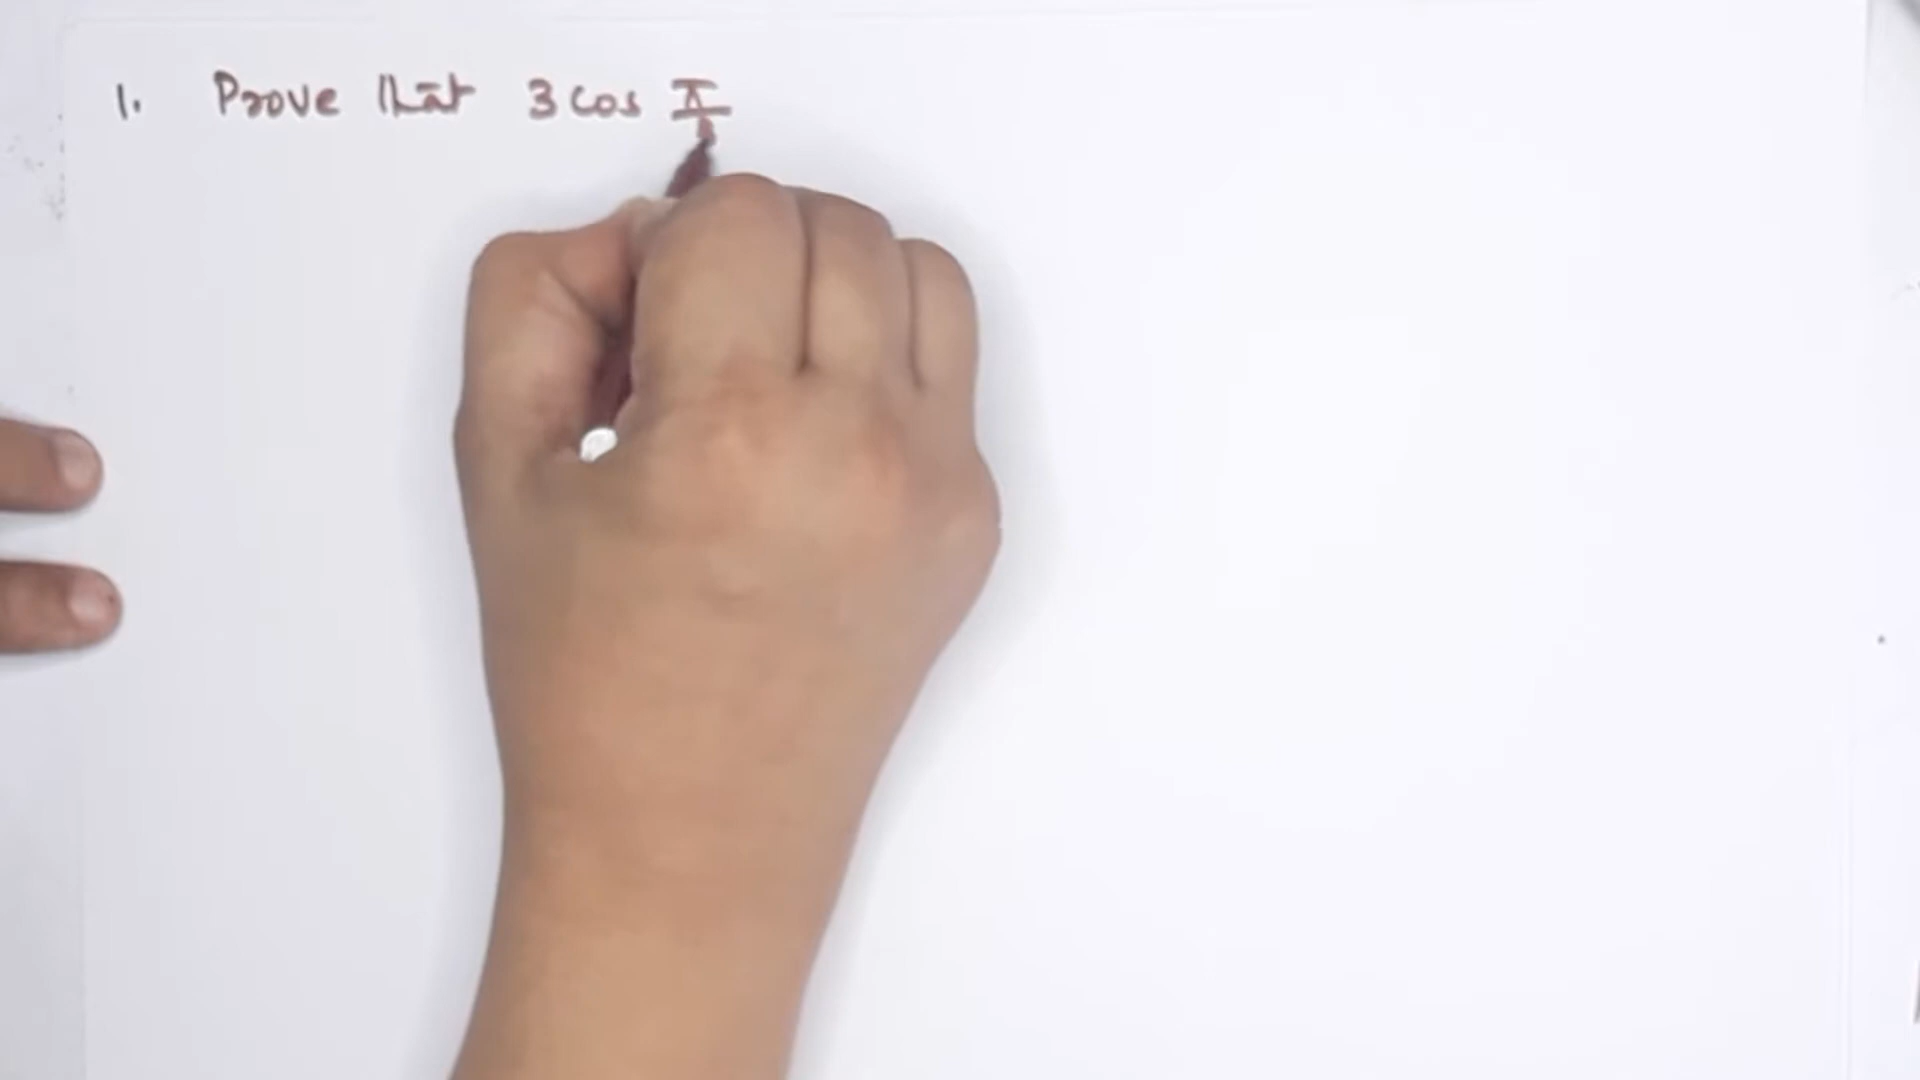 1. Prove that 3 cos π